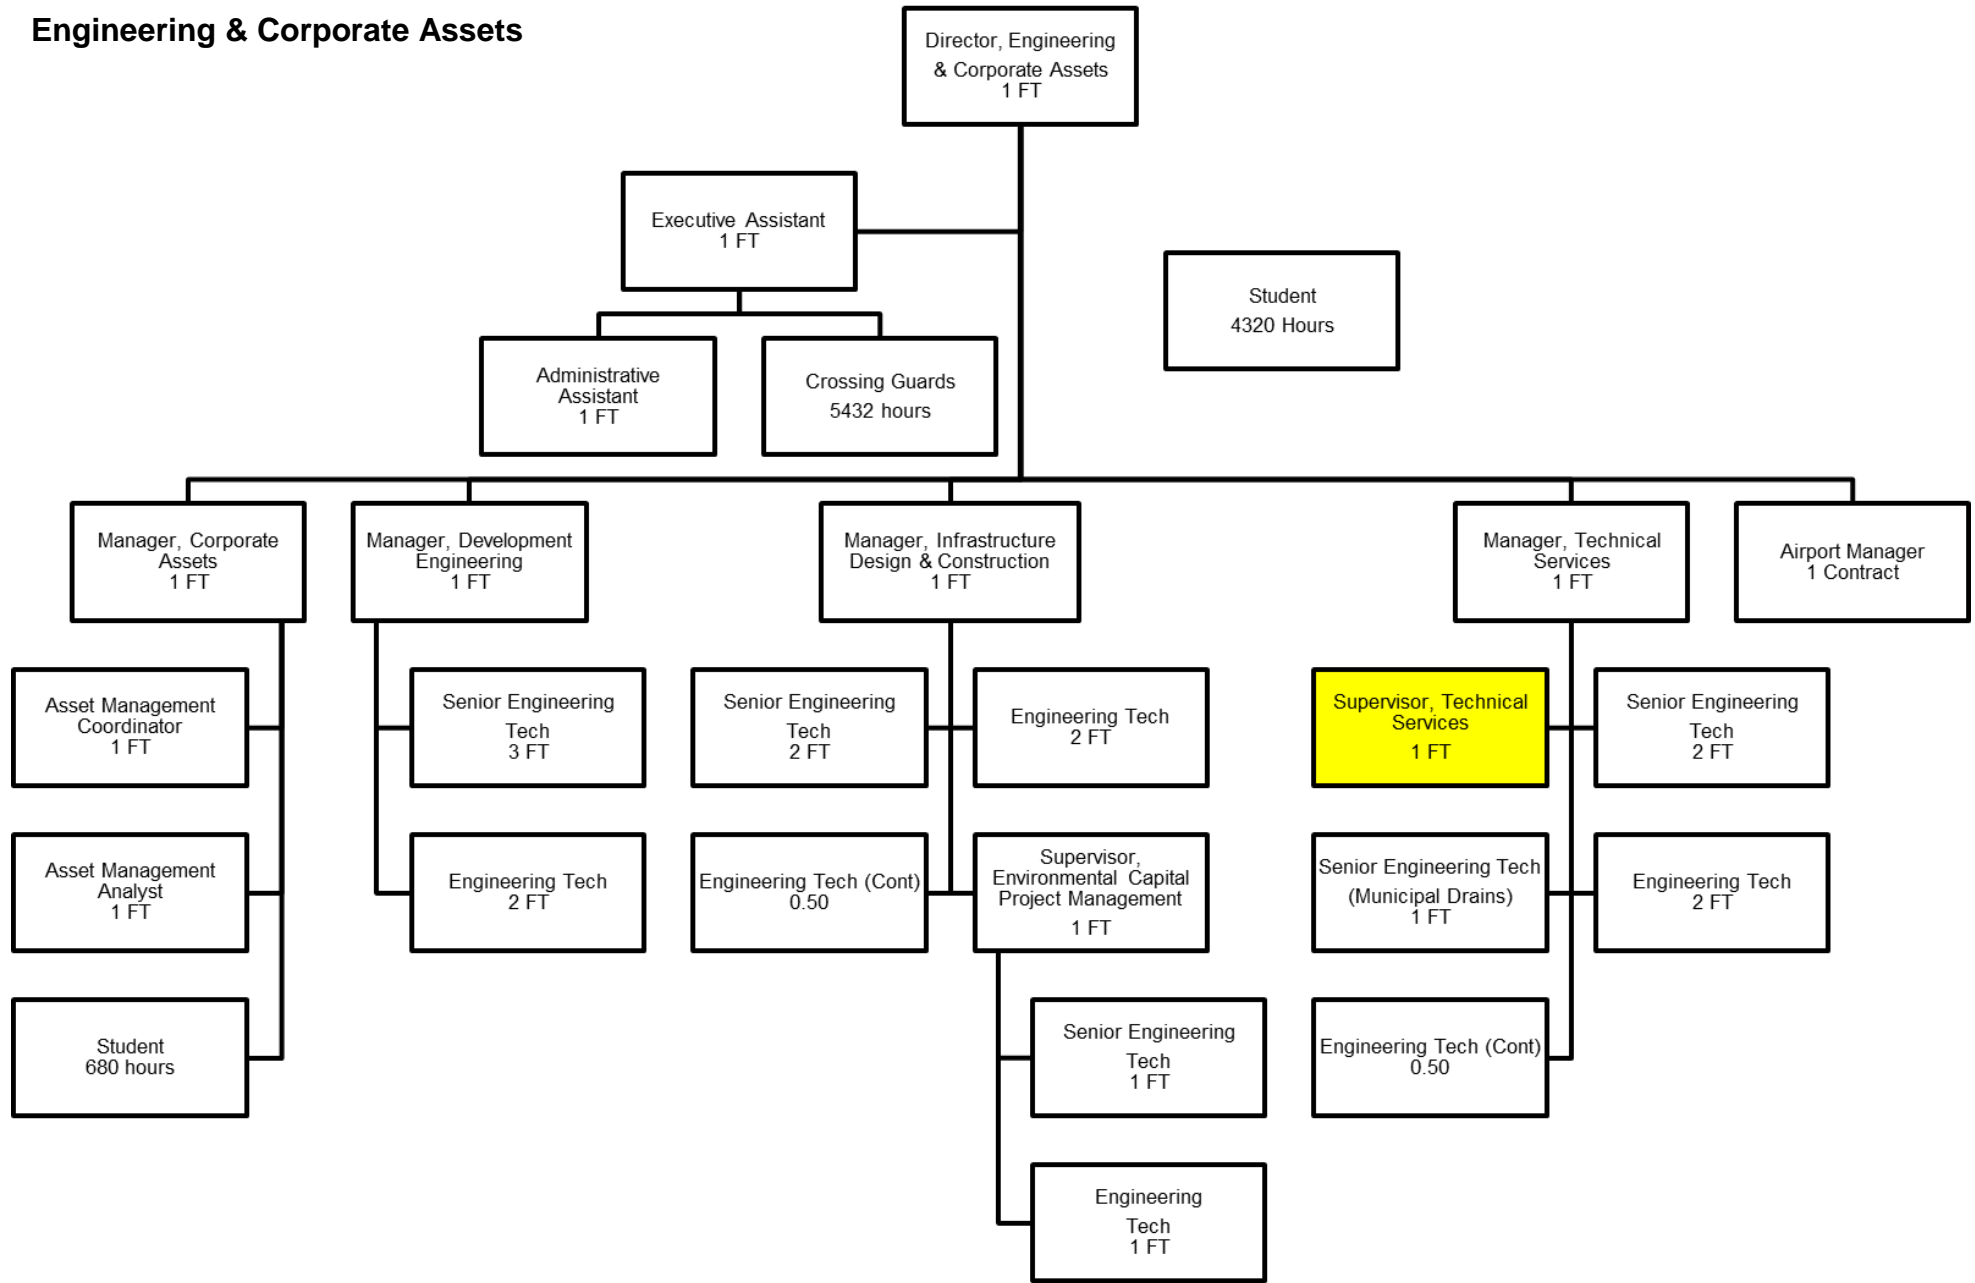 Engineering & Corporate Assets
Director, Engineering
& Corporate Assets
1 FT
Executive Assistant
1 FT
Student
4320 Hours
Administrative
Assistant
1 FT
Crossing Guards
5432 hours
Manager, Corporate
Assets
1 FT
Manager, Development
Engineering
1 FT
Manager, Infrastructure
Design & Construction
1 FT
Manager, Technical
Services
1 FT
Airport Manager
1 Contract
Asset Management
Coordinator
1 FT
Senior Engineering
Tech
3 FT
Senior Engineering
Tech
2 FT
Engineering Tech
2 FT
Supervisor, Technical
Services
1 FT
Senior Engineering
Tech
2 FT
Asset Management
Analyst
1 FT
Engineering Tech
2 FT
Engineering Tech (Cont)
0.50
Supervisor,
Environmental Capital
Project Management
1 FT
Senior Engineering Tech
(Municipal Drains)
1 FT
Engineering Tech
2 FT
Student
680 hours
Senior Engineering
Tech
1 FT
Engineering Tech (Cont)
0.50
Engineering
Tech
1 FT